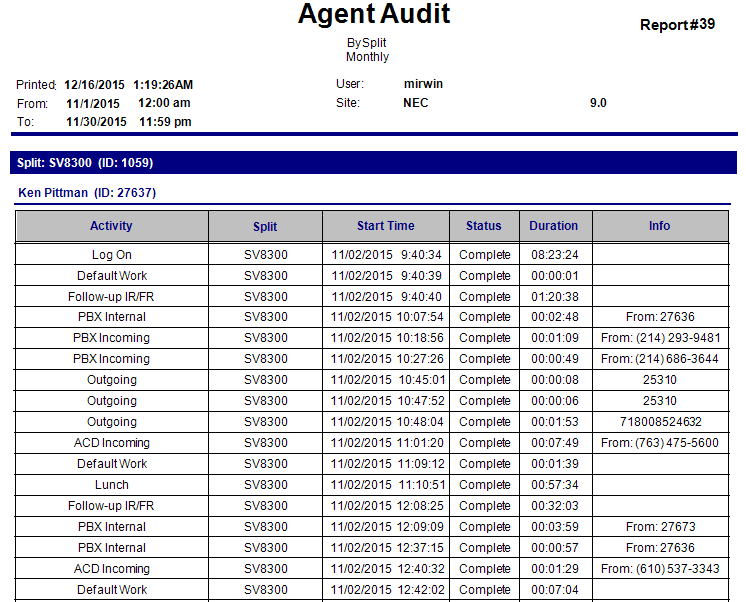 Agent Audit
Report #39
By Split
Monthly
Printed: 12/16/2015 1:19:26AM User: mirwin
From: 11/1/2015 12:00 am Site: NEC 9.0
To: 11/30/2015 11:59 pm
Split: SV8300 (ID: 1059)
Ken Pittman (ID: 27637)
Activity Split Start Time Status Duration Info
Log On SV8300 11/02/2015 9:40:34 Complete 08:23:24
Default Work SV8300 11/02/2015 9:40:39 Complete 00:00:01
Follow-up IR/FR SV8300 11/02/2015 9:40:40 Complete 01:20:38
PBX Internal SV8300 11/02/2015 10:07:54 Complete 00:02:48 From: 27636
PBX Incoming SV8300 11/02/2015 10:18:56 Complete 00:01:09 From: (214) 293-9481
PBX Incoming SV8300 11/02/2015 10:27:26 Complete 00:00:49 From: (214) 686-3644
Outgoing SV8300 11/02/2015 10:45:01 Complete 00:00:08 25310
Outgoing SV8300 11/02/2015 10:47:52 Complete 00:00:06 25310
Outgoing SV8300 11/02/2015 10:48:04 Complete 00:01:53 718008524632
ACD Incoming SV8300 11/02/2015 11:01:20 Complete 00:07:49 From: (763) 475-5600
Default Work SV8300 11/02/2015 11:09:12 Complete 00:01:39
Lunch SV8300 11/02/2015 11:10:51 Complete 00:57:34
Follow-up IR/FR SV8300 11/02/2015 12:08:25 Complete 00:32:03
PBX Internal SV8300 11/02/2015 12:09:09 Complete 00:03:59 From: 27673
PBX Internal SV8300 11/02/2015 12:37:15 Complete 00:00:57 From: 27636
ACD Incoming SV8300 11/02/2015 12:40:32 Complete 00:01:29 From: (610) 537-3343
Default Work SV8300 11/02/2015 12:42:02 Complete 00:07:04